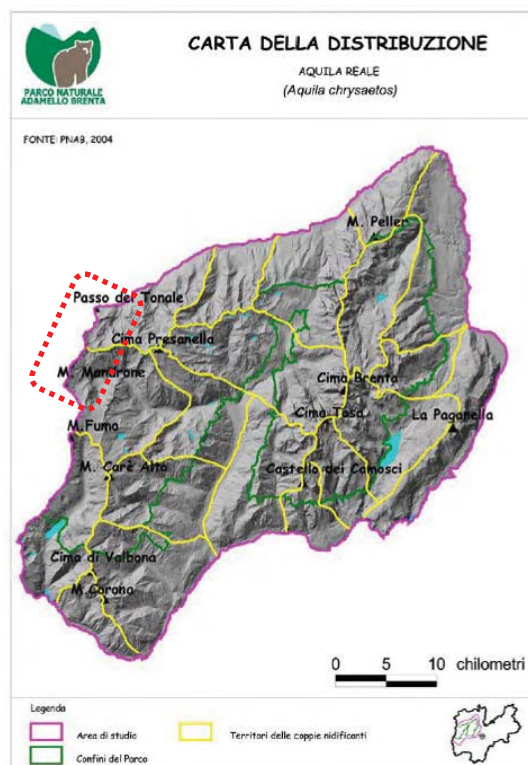 CARTA DELLA DISTRIBUZIONE
AQUILA REALE
(Aquila chrysaetos)
PARCO NATURALE
ADAMELLO BRENTA
FONTE: PNAB, 2004
M. Peller
Passo del Tonale
Cima Presanella
M. Mandrone
Cima Brenta
Cima Tosa
La Paganella
M.Fumo
M. Carè Alto
Castello dei Camosci
Cima di Valbona
M.Corona
0 5 10 chilometri
Legenda
Area di studio
Territori delle coppie nidificanti
Confini del Parco